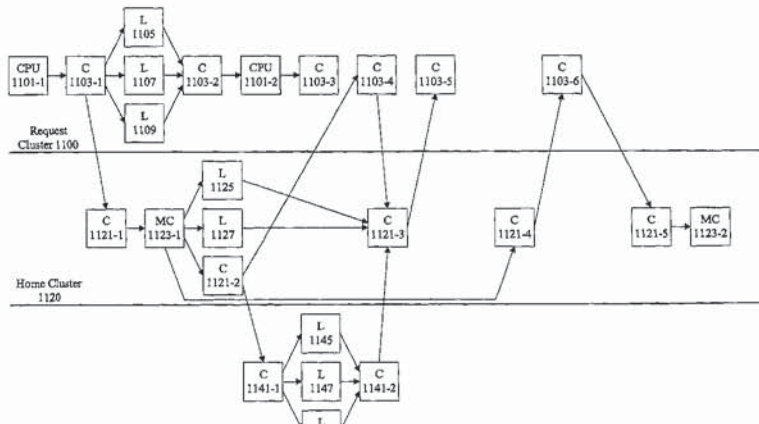 L
1105
CPU
1101-1
C
1103-1
L
1107
C
1103-2
CPU
1101-2
C
1103-3
C
1103-4
C
1103-5
C
1103-6
L
1109
Request
Cluster 1100
L
1125
C
1121-1
MC
1123-1
L
1127
C
1121-3
C
1121-4
C
1121-5
MC
1123-2
C
1121-2
Home Cluster
1120
L
1145
C
1141-1
L
1147
C
1141-2
L